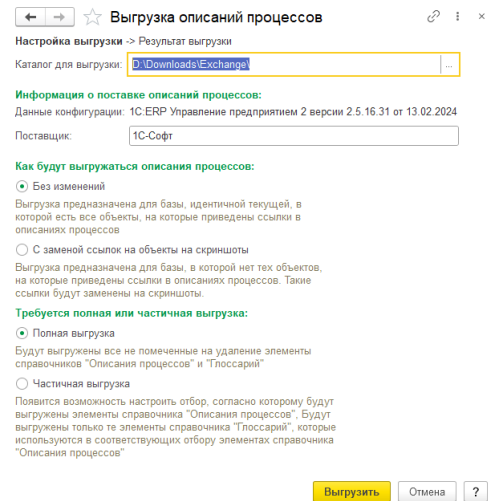 Выгрузка описаний процессов
Настройка выгрузки -> Результат выгрузки
Каталог для выгрузки: D:\Downloads\Exchange\ ...
Информация о поставке описаний процессов:
Данные конфигурации: 1С:ERP Управление предприятием 2 версии 2.5.16.31 от 13.02.2024
Поставщик: 1С-Софт
Как будут выгружаться описания процессов:
Без изменений
Выгрузка предназначена для базы, идентичной текущей, в
которой есть все объекты, на которые приведены ссылки в
описаниях процессов
С заменой ссылок на объекты на скриншоты
Выгрузка предназначена для базы, в которой нет тех объектов,
на которые приведены ссылки в описаниях процессов. Такие
ссылки будут заменены на скриншоты.
Требуется полная или частичная выгрузка:
Полная выгрузка
Будут выгружены все не помеченные на удаление элементы
справочников "Описания процессов" и "Глоссарий"
Частичная выгрузка
Появится возможность настроить отбор, согласно которому будут
выгружены элементы справочника "Описания процессов", Будут
выгружены только те элементы справочника "Глоссарий", которые
используются в соответствующих отбору элементах справочника
"Описания процессов"
Выгрузить Отмена ?